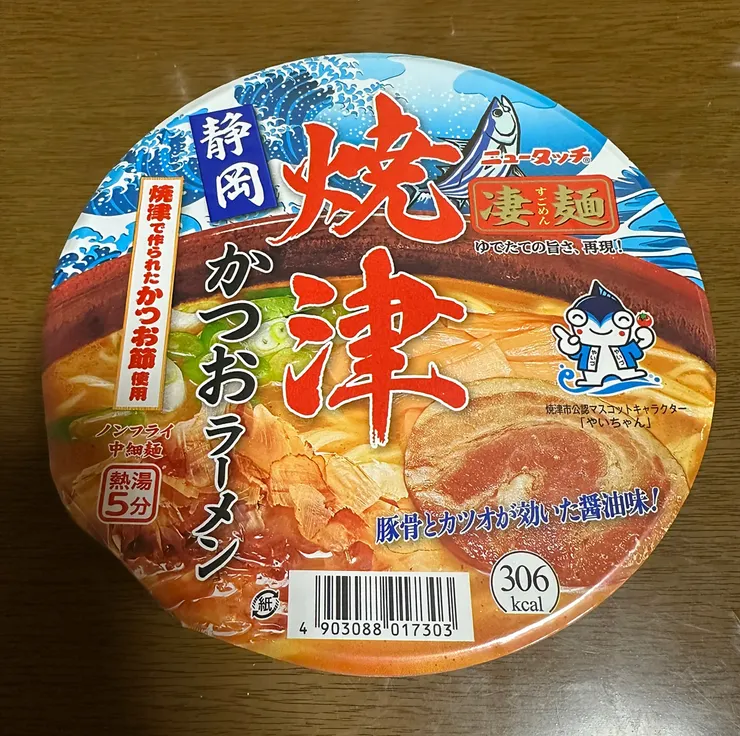 静岡
焼津
かつおラーメン
焼津で作られたかつお節使用
ニュータッチ®
凄麺
すごめん
ゆでたての旨さ、再現!
焼津市公認マスコットキャラクター
「やいちゃん」
やいづ
ノンフライ
中細麺
熱湯
5分
豚骨とカツオが効いた醤油味!
306
kcal
紙
4 903088 017303